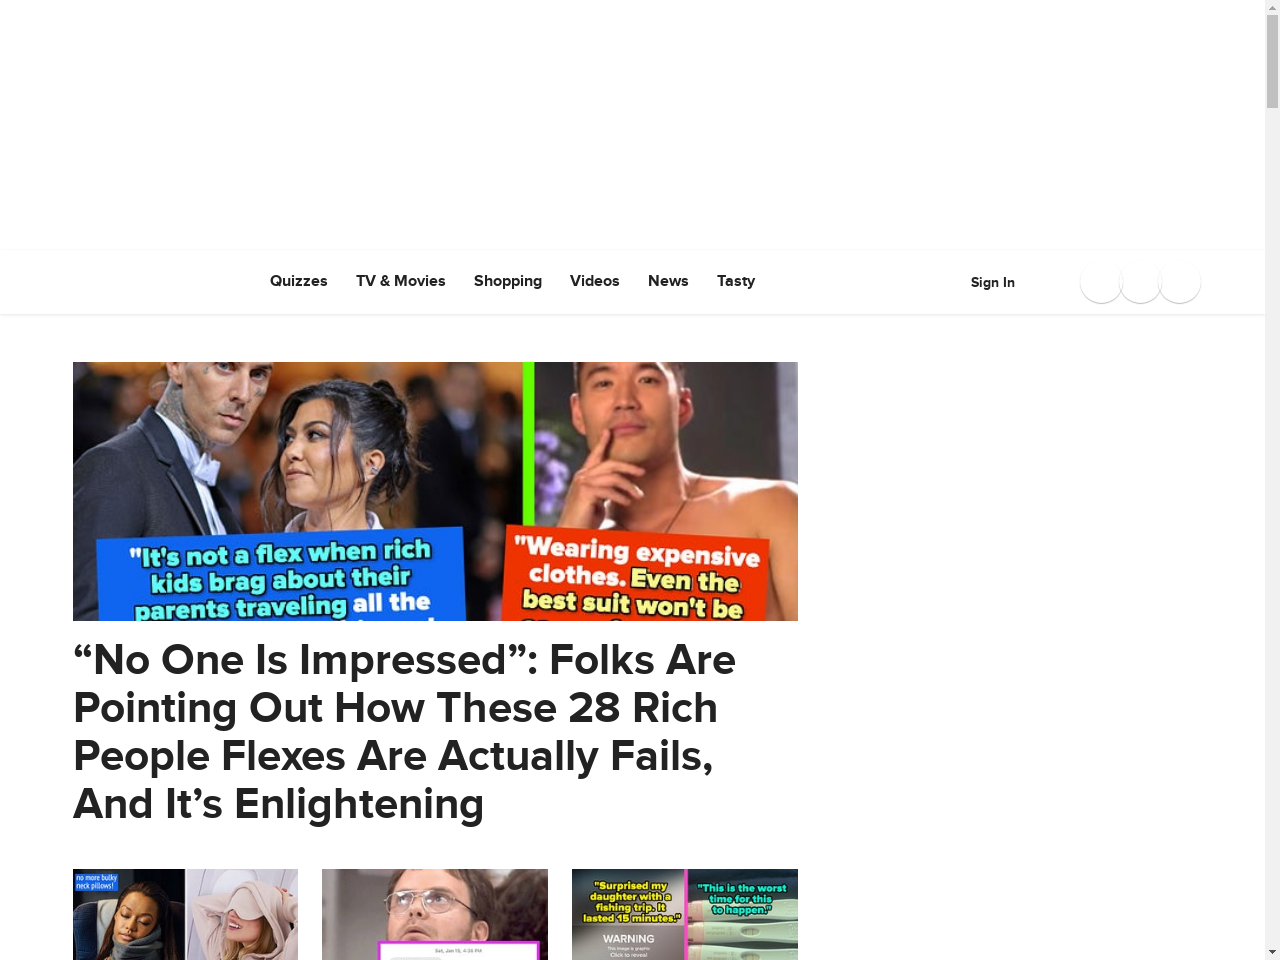 Quizzes TV & Movies Shopping Videos News Tasty Sign In
"It's not a flex when rich
kids brag about their
parents traveling all the
"Wearing expensive
clothes. Even the
best suit won't be
“No One Is Impressed”: Folks Are
Pointing Out How These 28 Rich
People Flexes Are Actually Fails,
And It’s Enlightening
no more bulky
neck pillows!
Sat, Jan 15, 4:36 PM
"Surprised my
daughter with a
fishing trip. It
lasted 15 minutes."
WARNING
This image is graphic
Click to reveal
"This is the worst
time for this
to happen."